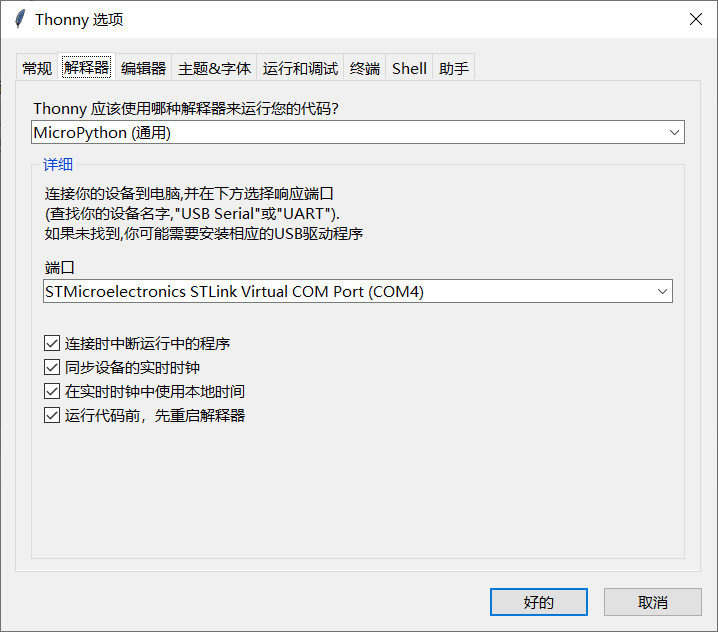 Thonny 选项
常规 解释器 编辑器 主题&字体 运行和调试 终端 Shell 助手
Thonny 应该使用哪种解释器来运行您的代码?
MicroPython (通用)
详细
连接你的设备到电脑,并在下方选择响应端口
(查找你的设备名字,"USB Serial"或"UART").
如果未找到,你可能需要安装相应的USB驱动程序
端口
STMicroelectronics STLink Virtual COM Port (COM4)
连接时中断运行中的程序
同步设备的实时时钟
在实时时钟中使用本地时间
运行代码前，先重启解释器
好的 取消